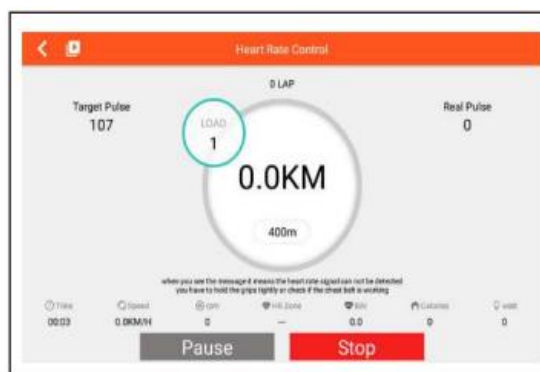 Heart Rate Control
0 LAP
Target Pulse
107
LOAD
1
Real Pulse
0
0.0KM
400m
when you see the message it means the heart rate signal can not be detected
you have to hold the grips tightly or check if the chest belt is working
Time Speed RPM HR Zone Calories Watt
00:03 0.0KM/H 0 -- 0.0 0 0
Pause Stop